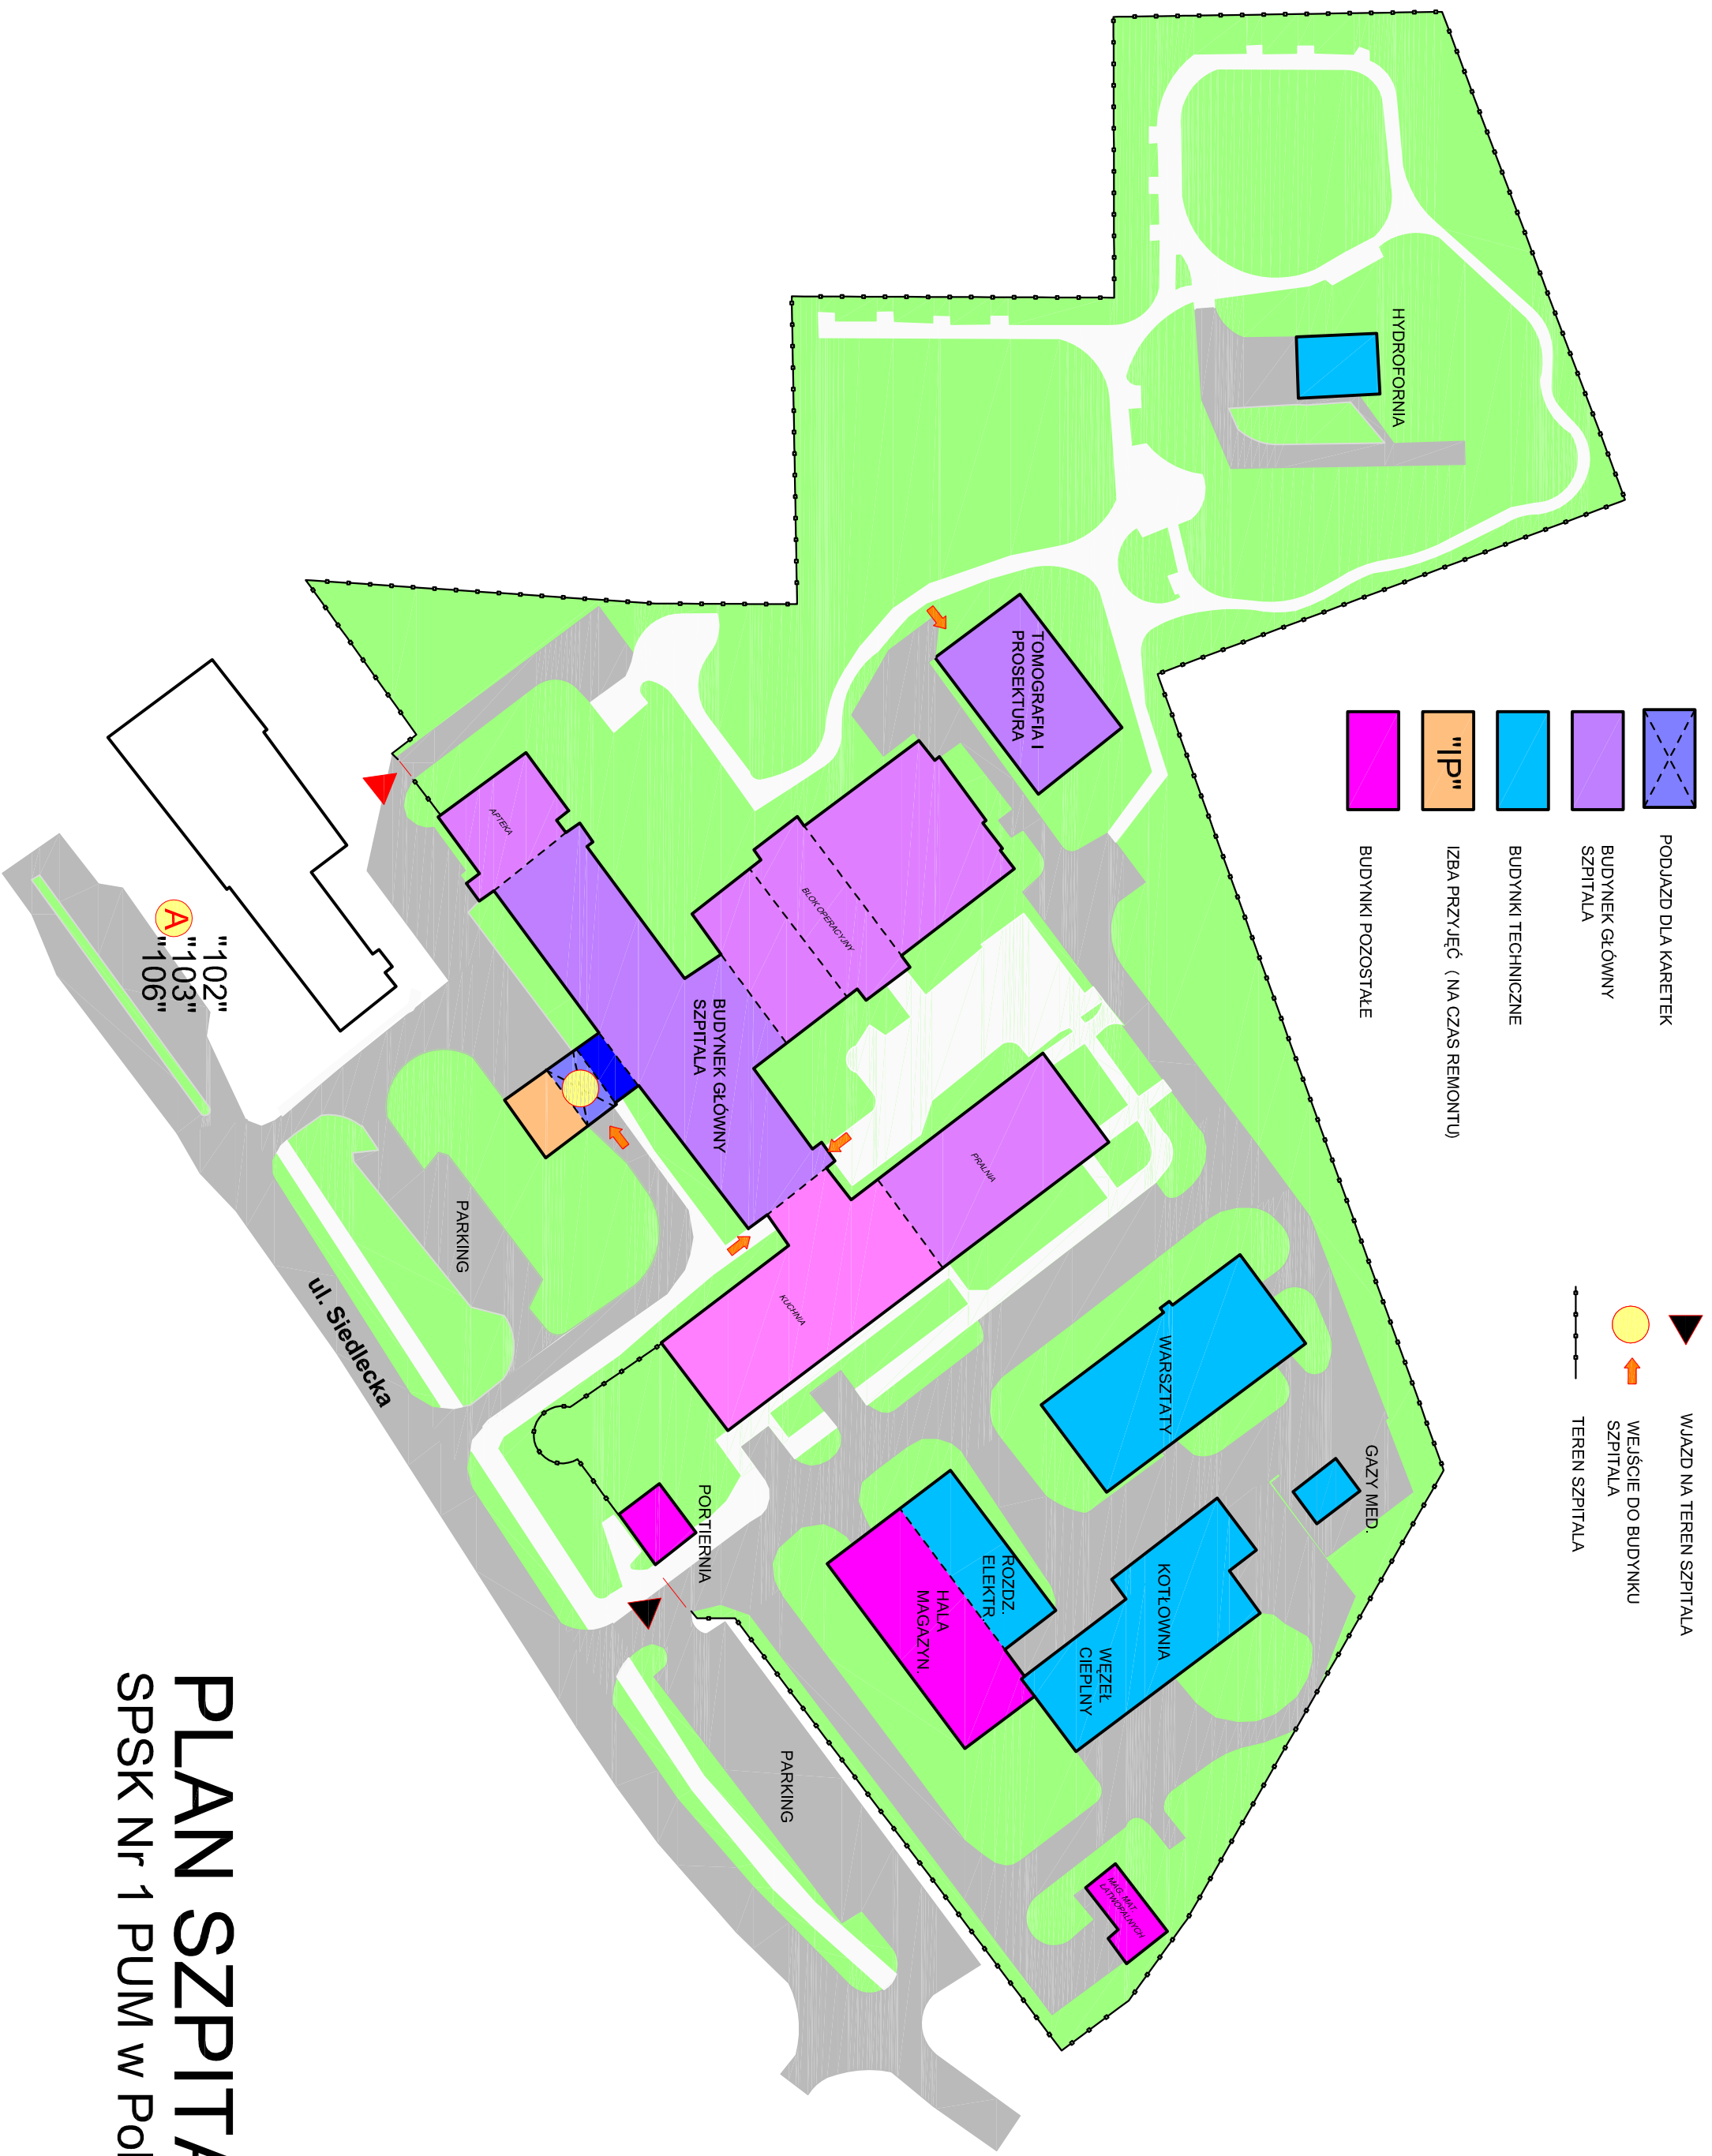 PODJAZD DLA KARETEK
BUDYNEK GŁÓWNY
SZPITALA
BUDYNKI TECHNICZNE
"IP"
IZBA PRZYJĘĆ (NA CZAS REMONTU)
BUDYNKI POZOSTAŁE
WJAZD NA TEREN SZPITALA
WEJŚCIE DO BUDYNKU
SZPITALA
TEREN SZPITALA
HYDROFORNIA
TOMOGRAFIA I
PROSEKTURA
APTEKA
BLOK OPERACYJNY
BUDYNEK GŁÓWNY
SZPITALA
PRALNIA
KUCHNIA
WARSZTATY
GAZY MED.
KOTŁOWNIA
WĘZEŁ
CIEPLNY
ROZDZ.
ELEKTR.
HALA
MAGAZYN.
PORTIERNIA
MAG. MAT
ŁATWOPALNYCH
PARKING
PARKING
ul. Siedlecka
A
"102"
"103"
"106"
PLAN SZPITA
SPSK Nr 1 PUM w Pol